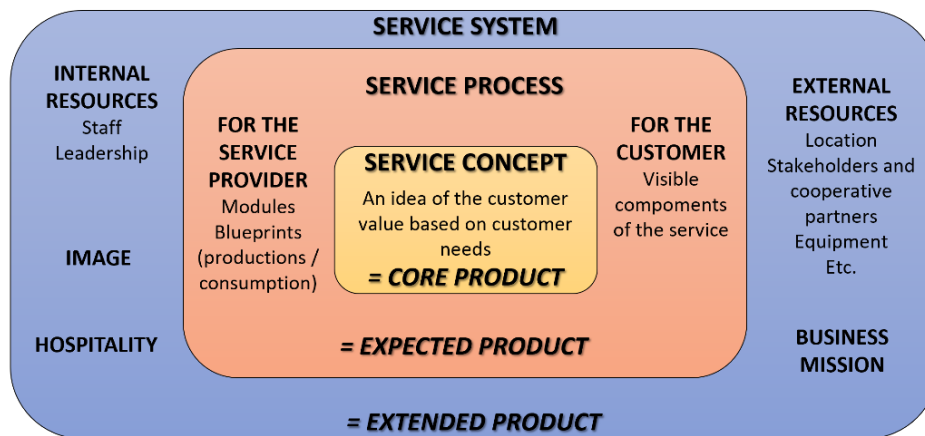 SERVICE SYSTEM
INTERNAL
RESOURCES
Staff
Leadership
IMAGE
HOSPITALITY
SERVICE PROCESS
FOR THE
SERVICE
PROVIDER
Modules
Blueprints
(productions /
consumption)
SERVICE CONCEPT
An idea of the customer
value based on customer
needs
= CORE PRODUCT
FOR THE
CUSTOMER
Visible
compoments
of the service
= EXPECTED PRODUCT
EXTERNAL
RESOURCES
Location
Stakeholders and
cooperative
partners
Equipment
Etc.
BUSINESS
MISSION
= EXTENDED PRODUCT